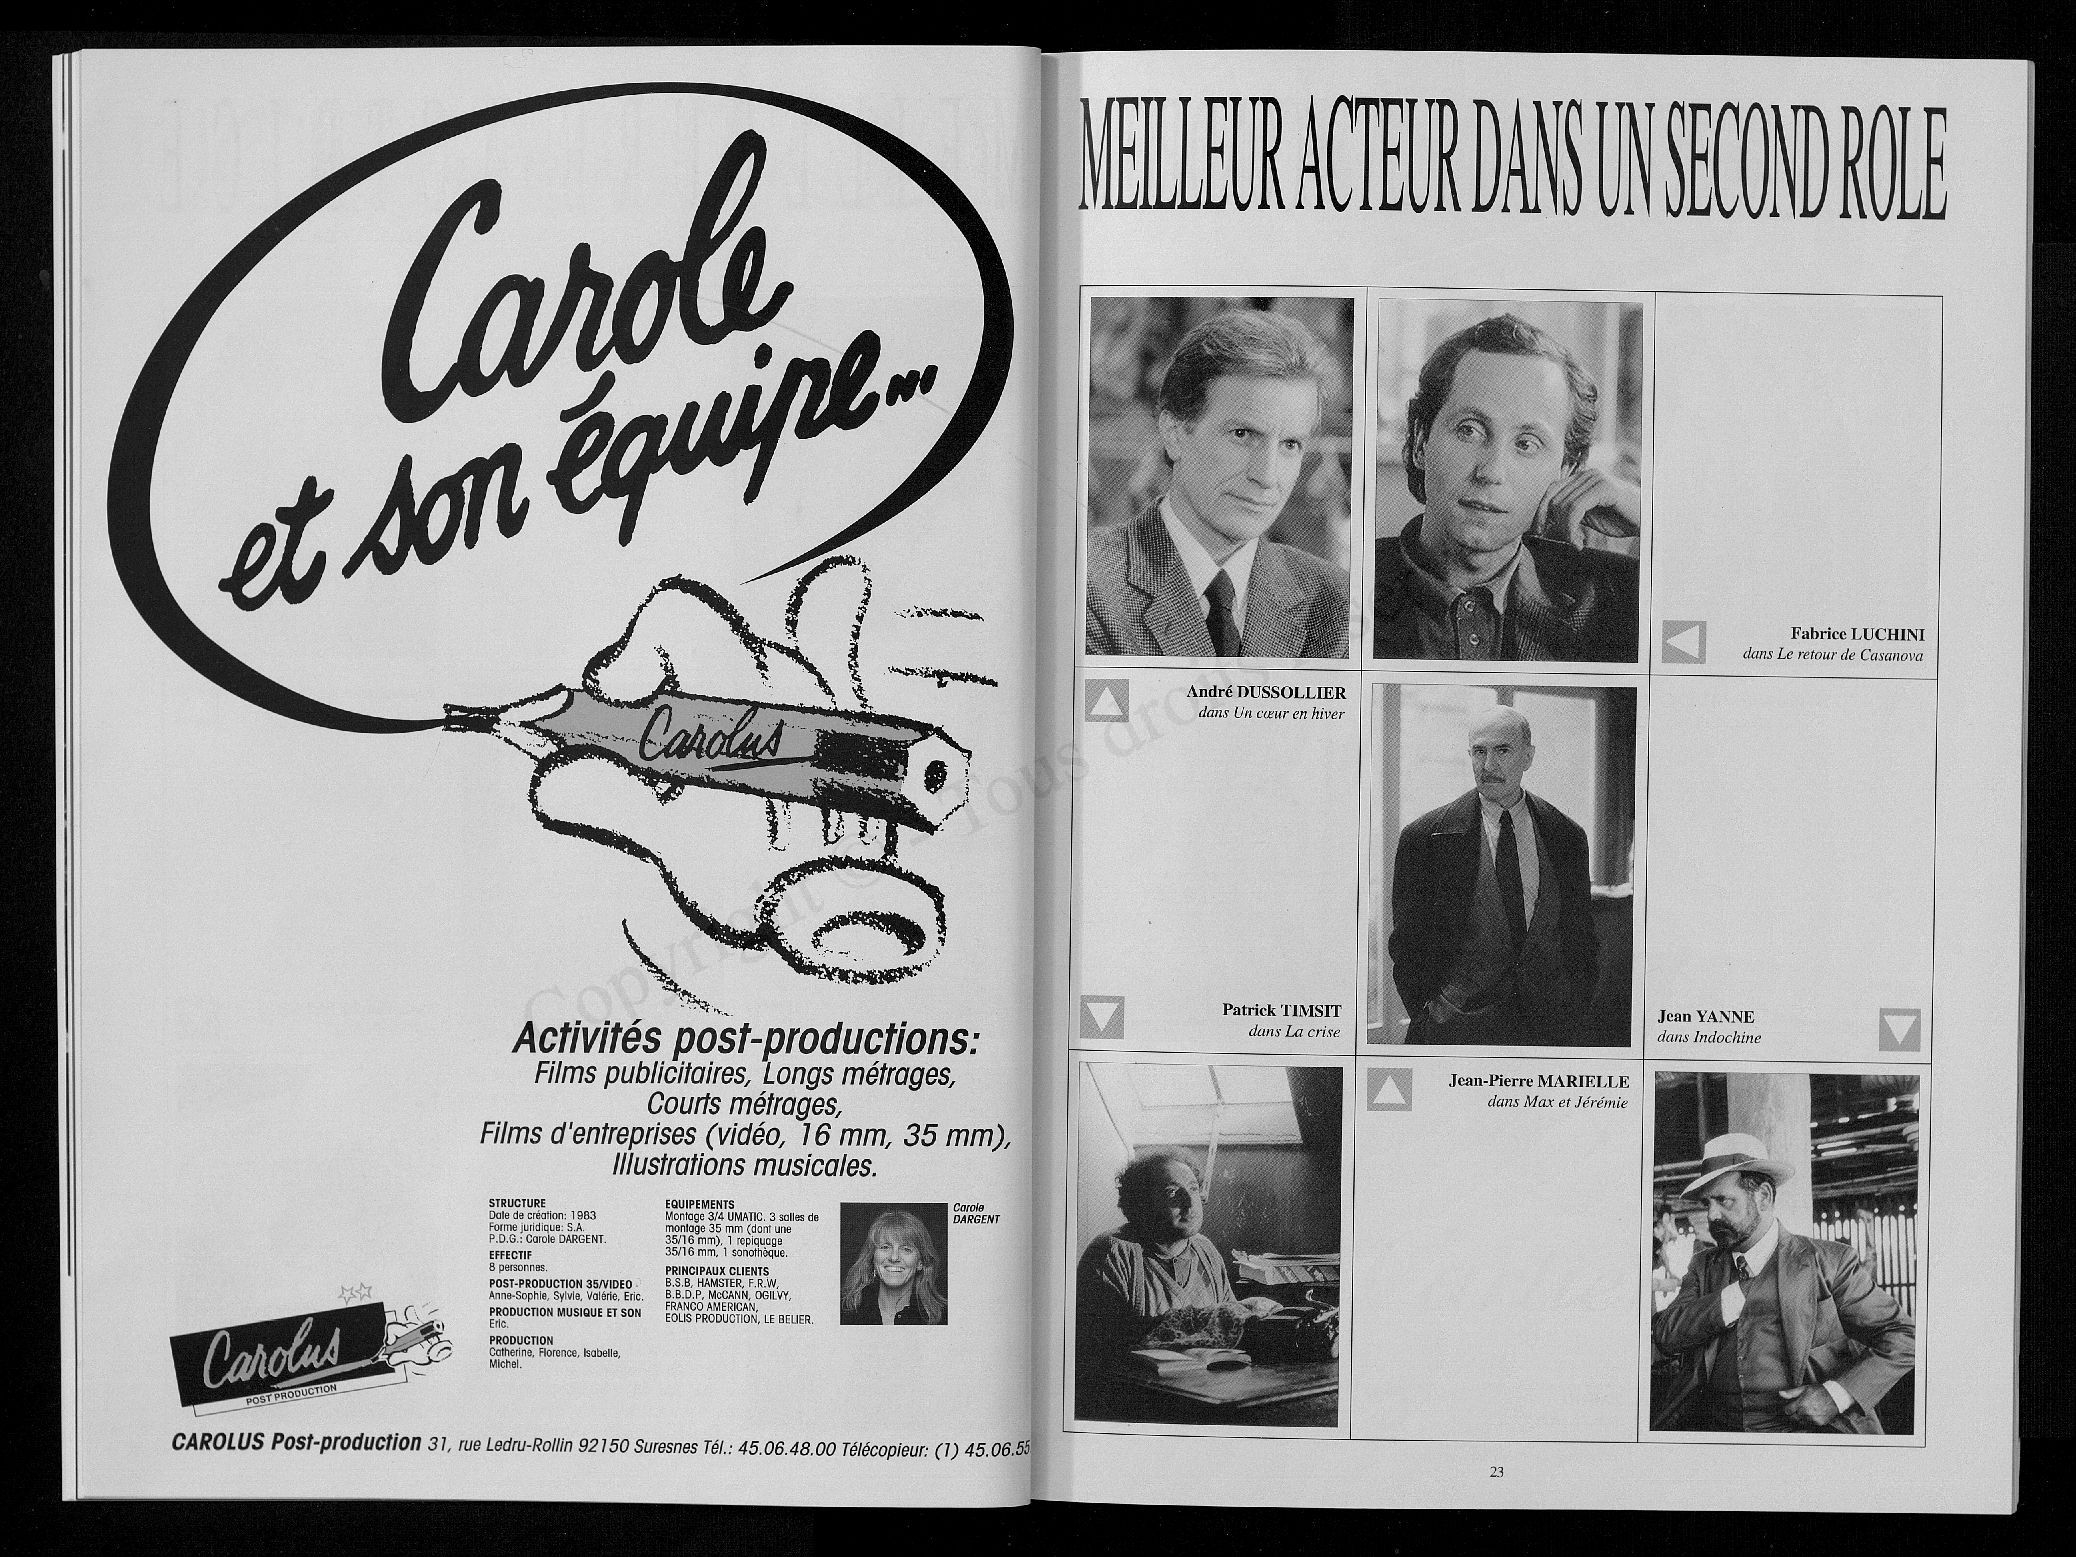 Carole
et son équipe...
Carolus
Activités post-productions:
Films publicitaires, Longs métrages,
Courts métrages,
Films d'entreprises (vidéo, 16 mm, 35 mm),
Illustrations musicales.
STRUCTURE
Date de création: 1983
Forme juridique: S.A.
P.D.G.: Carole DARGENT.
EFFECTIF
8 personnes.
POST-PRODUCTION 35/VIDEO
Anne-Sophie, Sylvie, Valérie, Eric.
PRODUCTION MUSIQUE ET SON
Eric.
PRODUCTION
Catherine, Florence, Isabelle,
Michel.
EQUIPEMENTS
Montage 3/4 UMATIC. 3 salles de
montage 35 mm (dont une
35/16 mm), 1 repiquage
35/16 mm, 1 sonothèque.
PRINCIPAUX CLIENTS
B.S.B, HAMSTER, F.R.W,
B.B.D.P, McCANN, OGILVY,
FRANCO AMERICAN,
EOLIS PRODUCTION, LE BELIER.
Carole
DARGENT
Carolus
POST PRODUCTION
CAROLUS Post-production 31, rue Ledru-Rollin 92150 Suresnes Tél.: 45.06.48.00 Télécopieur: (1) 45.06.55
MEILLEUR ACTEUR DANS UN SECOND ROLE
Fabrice LUCHINI
dans Le retour de Casanova
André DUSSOLLIER
dans Un cœur en hiver
Patrick TIMSIT
dans La crise
Jean YANNE
dans Indochine
Jean-Pierre MARIELLE
dans Max et Jérémie
23
Copyright © Tous droits